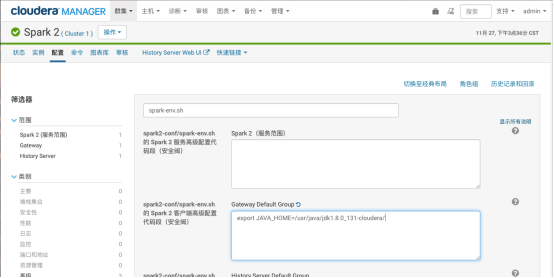 cloudera MANAGER 群集 主机 诊断 审核 图表 备份 管理 搜索 支持 admin
Spark 2 (Cluster 1) 操作 11月 27, 下午3点36分 CST
状态 实例 配置 命令 图表库 审核 History Server Web UI 快速链接
切换至经典布局 角色组 历史记录和回滚
筛选器
spark-env.sh
显示所有说明
范围
Spark 2 (服务范围) 1
Gateway 1
History Server 1
spark2-conf/spark-env.sh
的 Spark 2 服务高级配置代
码段（安全阀）
Spark 2（服务范围）
类别
主要 0
堆栈集合 0
安全性 0
性能 0
日志 0
监控 0
端口和地址 0
资源管理 0
高级
spark2-conf/spark-env.sh
的 Spark 2 客户端高级配置
代码段（安全阀）
Gateway Default Group
export JAVA_HOME=/usr/java/jdk1.8.0_131-cloudera/
spark2-conf/spark-env.sh
History Server Default Group